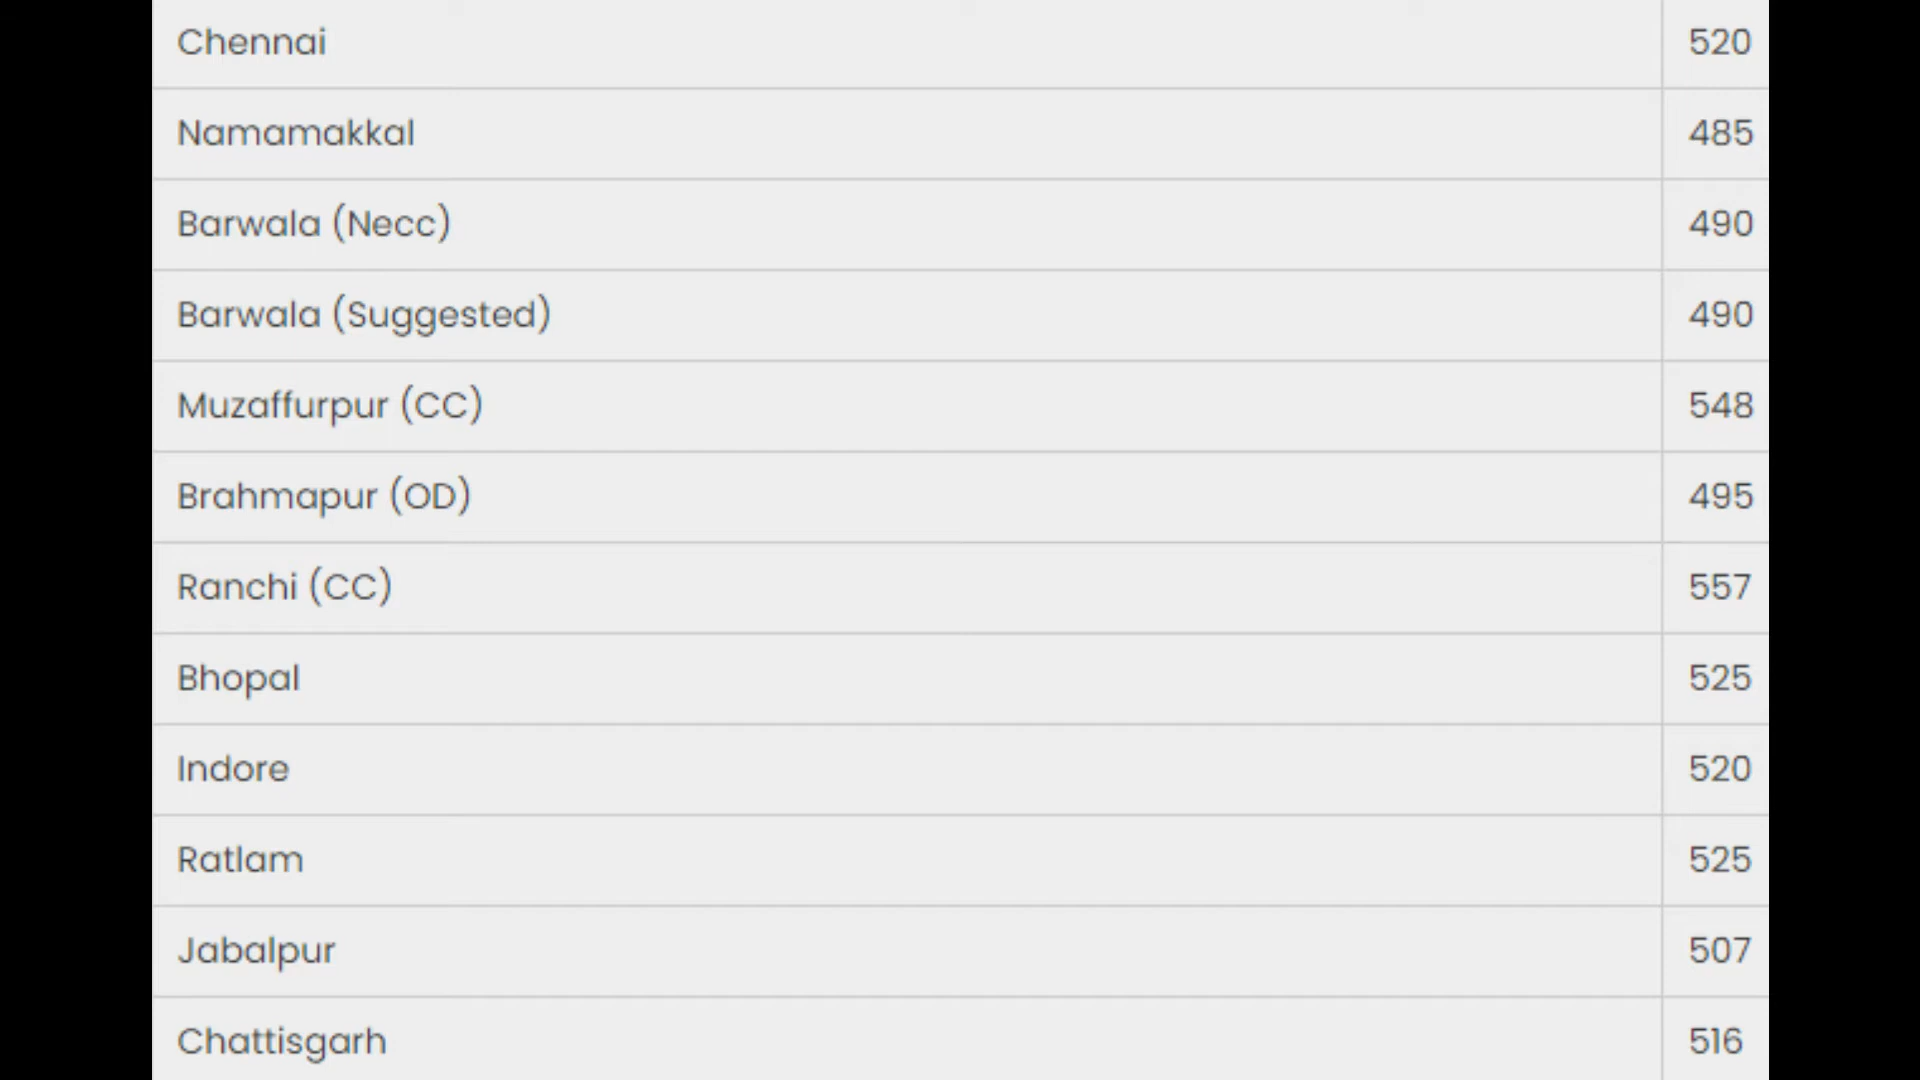 Chennai 520
Namamakkal 485
Barwala (Necc) 490
Barwala (Suggested) 490
Muzaffurpur (CC) 548
Brahmapur (OD) 495
Ranchi (CC) 557
Bhopal 525
Indore 520
Ratlam 525
Jabalpur 507
Chattisgarh 516